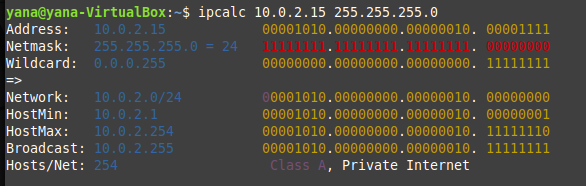 yana@yana-VirtualBox:~$ ipcalc 10.0.2.15 255.255.255.0
Address:   10.0.2.15            00001010.00000000.00000010. 00001111
Netmask:   255.255.255.0 = 24   11111111.11111111.11111111. 00000000
Wildcard:  0.0.0.255            00000000.00000000.00000000. 11111111
=>
Network:   10.0.2.0/24          00001010.00000000.00000010. 00000000
HostMin:   10.0.2.1             00001010.00000000.00000010. 00000001
HostMax:   10.0.2.254           00001010.00000000.00000010. 11111110
Broadcast: 10.0.2.255           00001010.00000000.00000010. 11111111
Hosts/Net: 254                   Class A, Private Internet